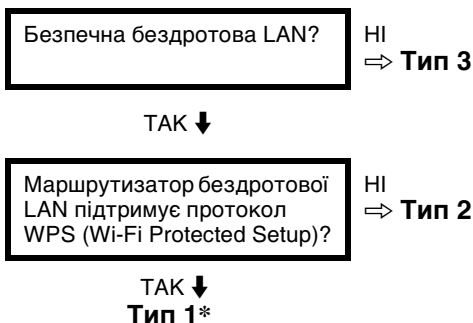 Безпечна бездротова LAN?
НІ
⇨ Тип 3
ТАК ⬇
Маршрутизатор бездротової
LAN підтримує протокол
WPS (Wi-Fi Protected Setup)?
НІ
⇨ Тип 2
ТАК ⬇
Тип 1*